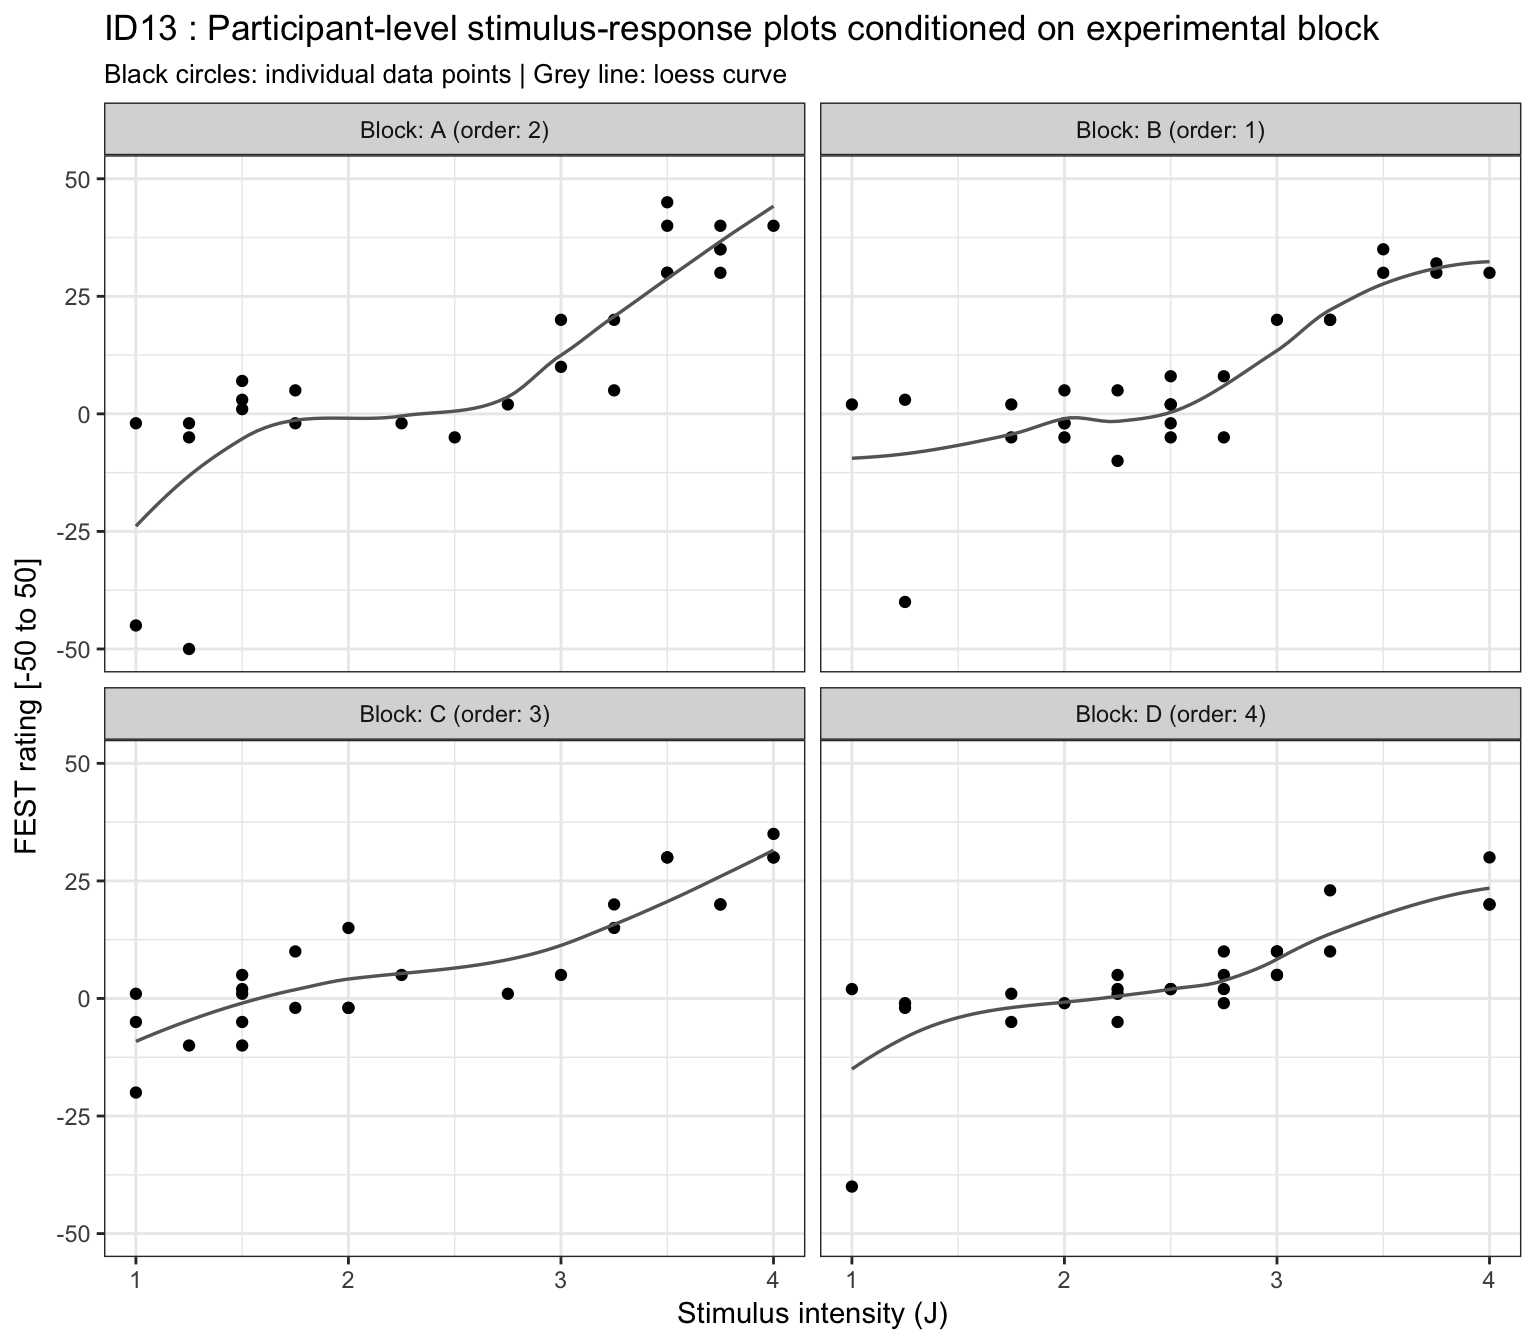 ID13 : Participant-level stimulus-response plots conditioned on experimental block
Black circles: individual data points | Grey line: loess curve
Block: A (order: 2)
Block: B (order: 1)
50
25
0
-25
-50
Block: C (order: 3)
Block: D (order: 4)
50
25
0
-25
-50
FEST rating [-50 to 50]
1 2 3 4 1 2 3 4
Stimulus intensity (J)